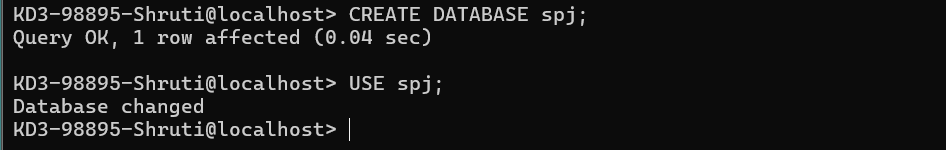 KD3-98895-Shruti@localhost> CREATE DATABASE spj;
Query OK, 1 row affected (0.04 sec)

KD3-98895-Shruti@localhost> USE spj;
Database changed
KD3-98895-Shruti@localhost>